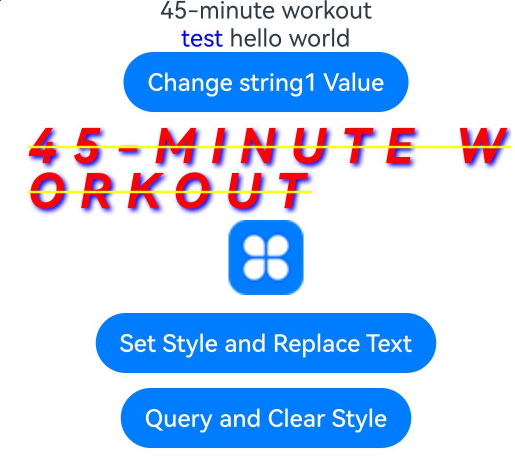 45-minute workout
test hello world
Change string1 Value
45-MINUTE W
ORKOUT
Set Style and Replace Text
Query and Clear Style